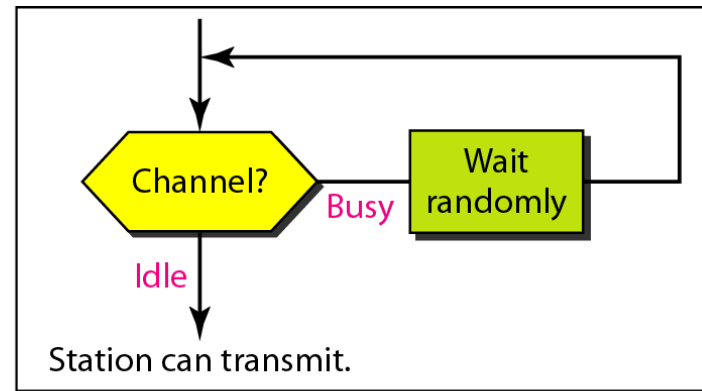 Channel?
Busy
Wait
randomly
Idle
Station can transmit.